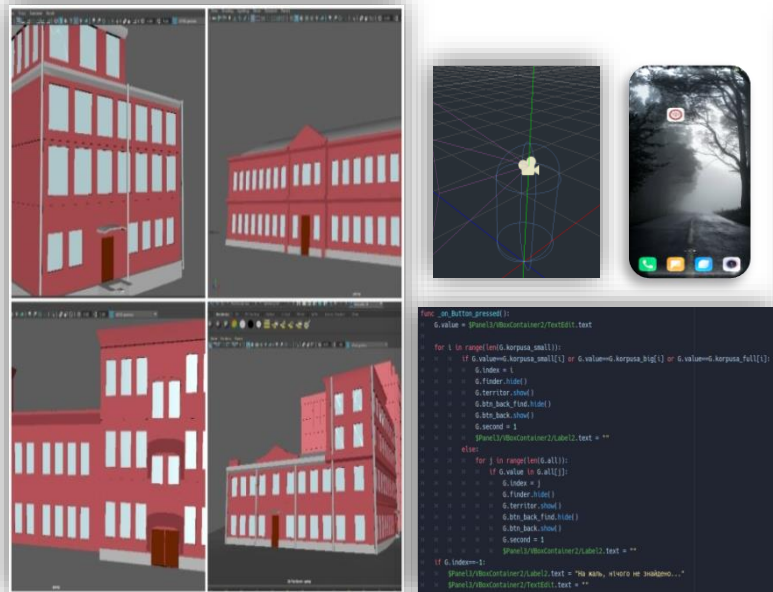 func _on_Button_pressed():
G.value = $Panel3/VBoxContainer2/TextEdit.text
for i in range(len(G.korpusa_small)):
if G.value==G.korpusa_small[i] or G.value==G.korpusa_big[i] or G.value==G.korpusa_full[i]:
G.index = i
G.finder.hide()
G.territor.show()
G.btn_back_find.hide()
G.btn_back.show()
G.second = 1
$Panel3/VBoxContainer2/Label2.text = ""
else:
for j in range(len(G.all)):
if G.value in G.all[j]:
G.index = j
G.finder.hide()
G.territor.show()
G.btn_back_find.hide()
G.btn_back.show()
G.second = 1
$Panel3/VBoxContainer2/Label2.text = ""
if G.index==-1:
$Panel3/VBoxContainer2/Label2.text = "На жаль, нічого не знайдено..."
$Panel3/VBoxContainer2/TextEdit.text = ""